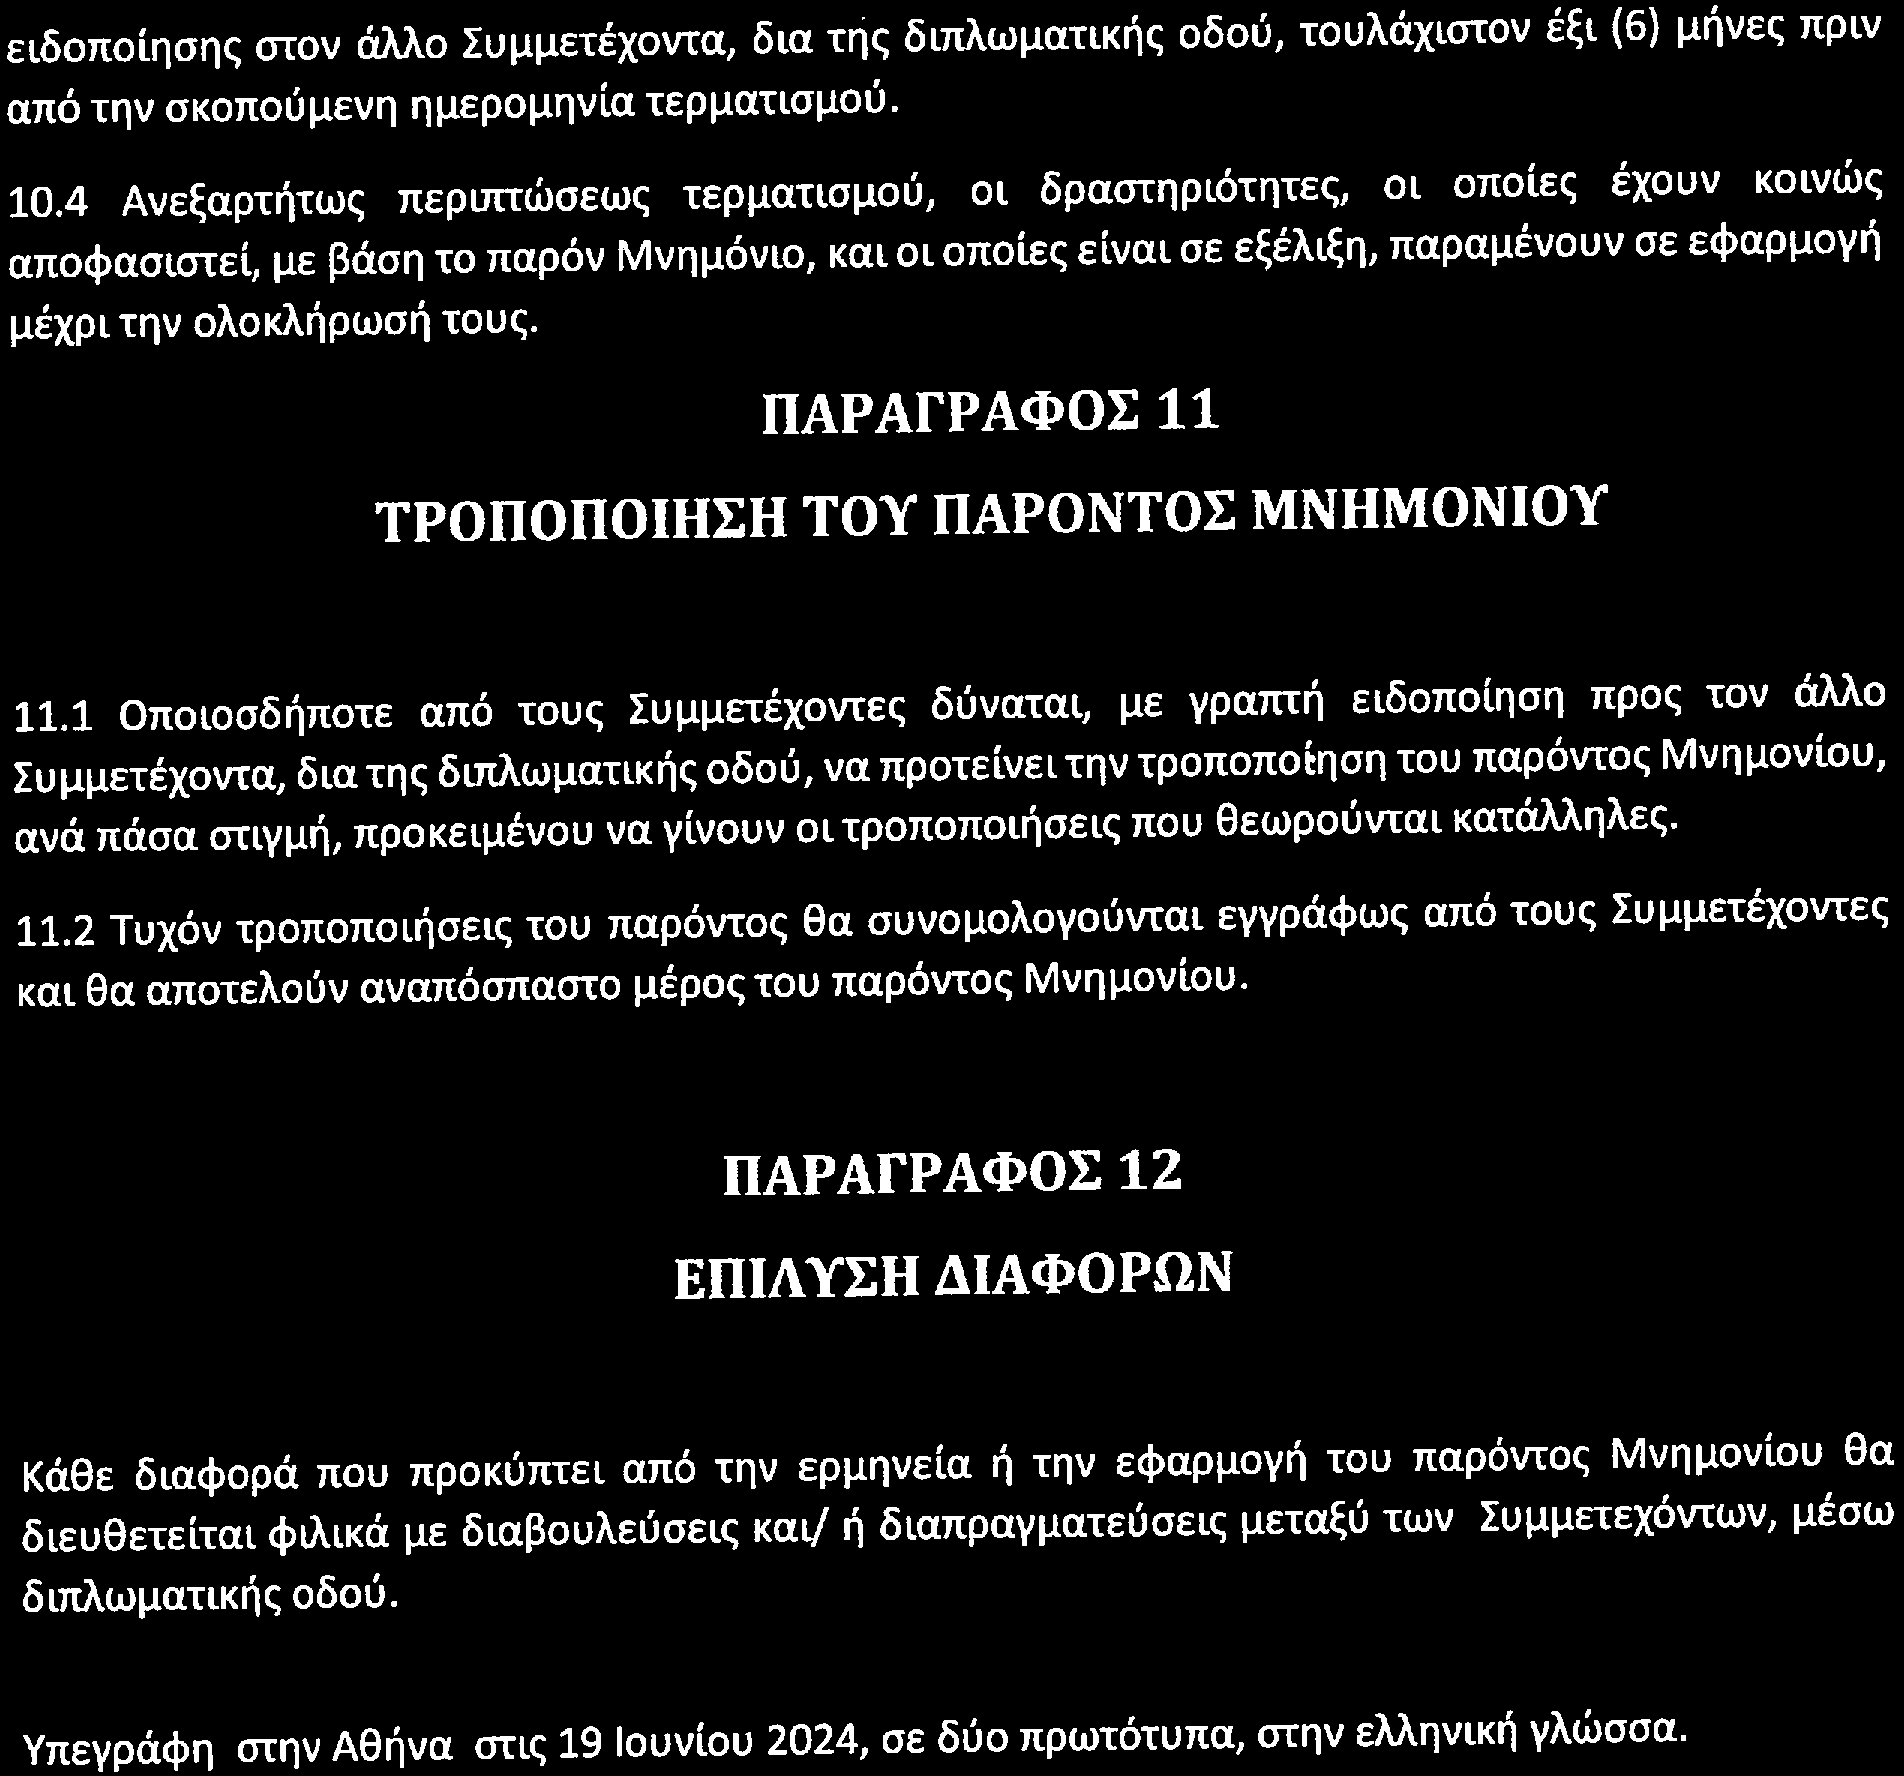 ειδοποίησης στον άλλο Συμμετέχοντα, δια της διπλωματικής οδού, τουλάχιστον έξι (6) μήνες πριν
από την σκοπούμενη ημερομηνία τερματισμού.
10.4 Ανεξαρτήτως περιπτώσεως τερματισμού, οι δραστηριότητες, οι οποίες έχουν κοινώς
αποφασιστεί, με βάση το παρόν Μνημόνιο, και οι οποίες είναι σε εξέλιξη, παραμένουν σε εφαρμογή
μέχρι την ολοκλήρωσή τους.
ΠΑΡΑΓΡΑΦΟΣ 11
ΤΡΟΠΟΠΟΙΗΣΗ ΤΟΥ ΠΑΡΟΝΤΟΣ ΜΝΗΜΟΝΙΟΥ
11.1 Οποιοσδήποτε από τους Συμμετέχοντες δύναται, με γραπτή ειδοποίηση προς τον άλλο
Συμμετέχοντα, δια της διπλωματικής οδού, να προτείνει την τροποποίηση του παρόντος Μνημονίου,
ανά πάσα στιγμή, προκειμένου να γίνουν οι τροποποιήσεις που θεωρούνται κατάλληλες.
11.2 Τυχόν τροποποιήσεις του παρόντος θα συνομολογούνται εγγράφως από τους Συμμετέχοντες
και θα αποτελούν αναπόσπαστο μέρος του παρόντος Μνημονίου.
ΠΑΡΑΓΡΑΦΟΣ 12
ΕΠΙΛΥΣΗ ΔΙΑΦΟΡΩΝ
Κάθε διαφορά που προκύπτει από την ερμηνεία ή την εφαρμογή του παρόντος Μνημονίου θα
διευθετείται φιλικά με διαβουλεύσεις και/ ή διαπραγματεύσεις μεταξύ των Συμμετεχόντων, μέσω
διπλωματικής οδού.
Υπεγράφη στην Αθήνα στις 19 Ιουνίου 2024, σε δύο πρωτότυπα, στην ελληνική γλώσσα.